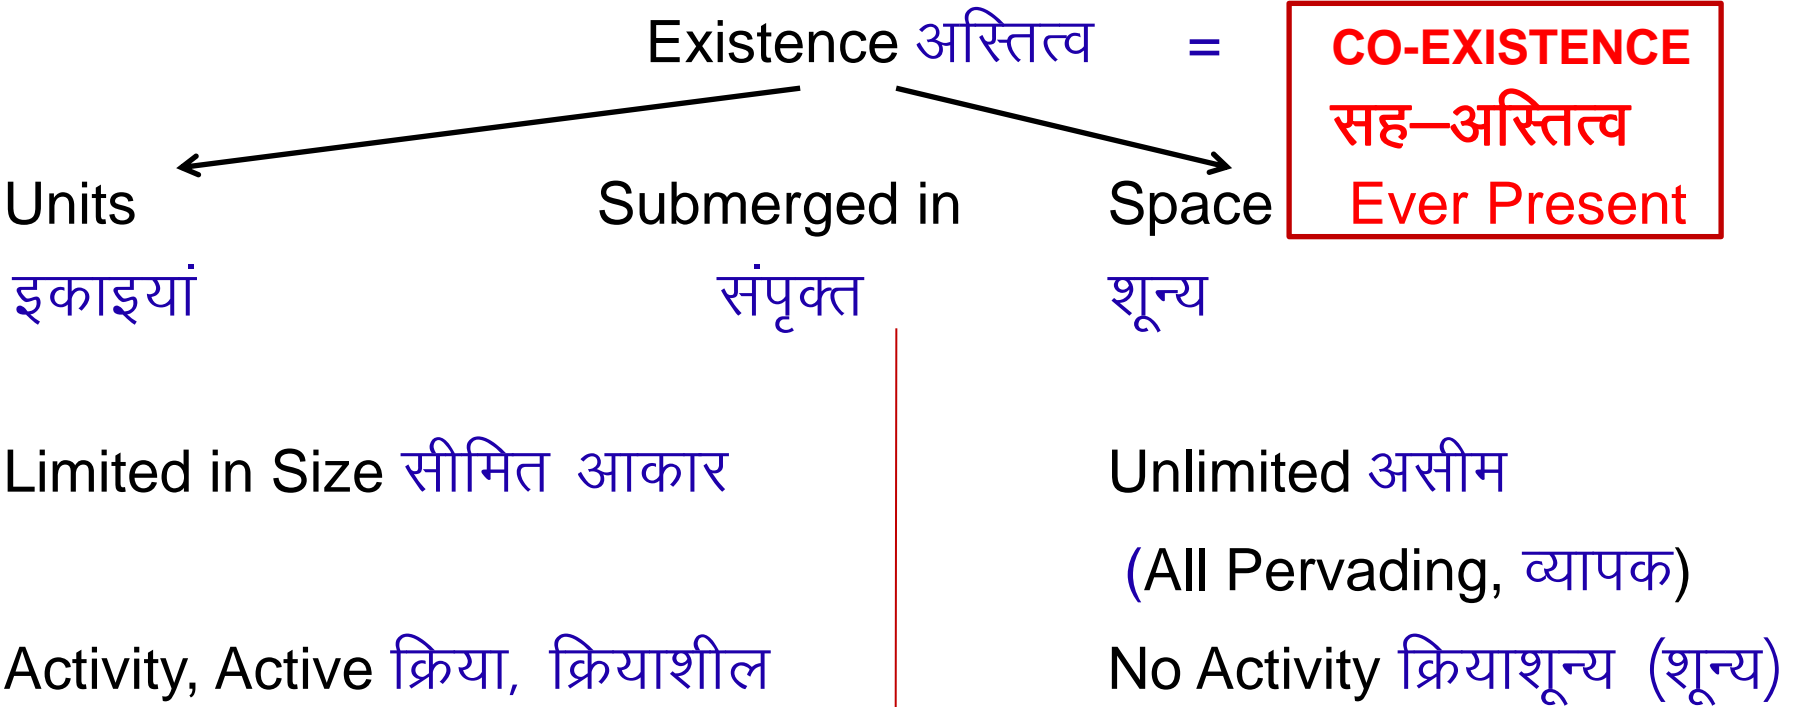 Existence अस्तित्व = CO-EXISTENCE
सह–अस्तित्व
Units Submerged in Space Ever Present
इकाइयां संपृक्त शून्य
Limited in Size सीमित आकार Unlimited असीम
(All Pervading, व्यापक)
Activity, Active क्रिया, क्रियाशील No Activity क्रियाशून्य (शून्य)